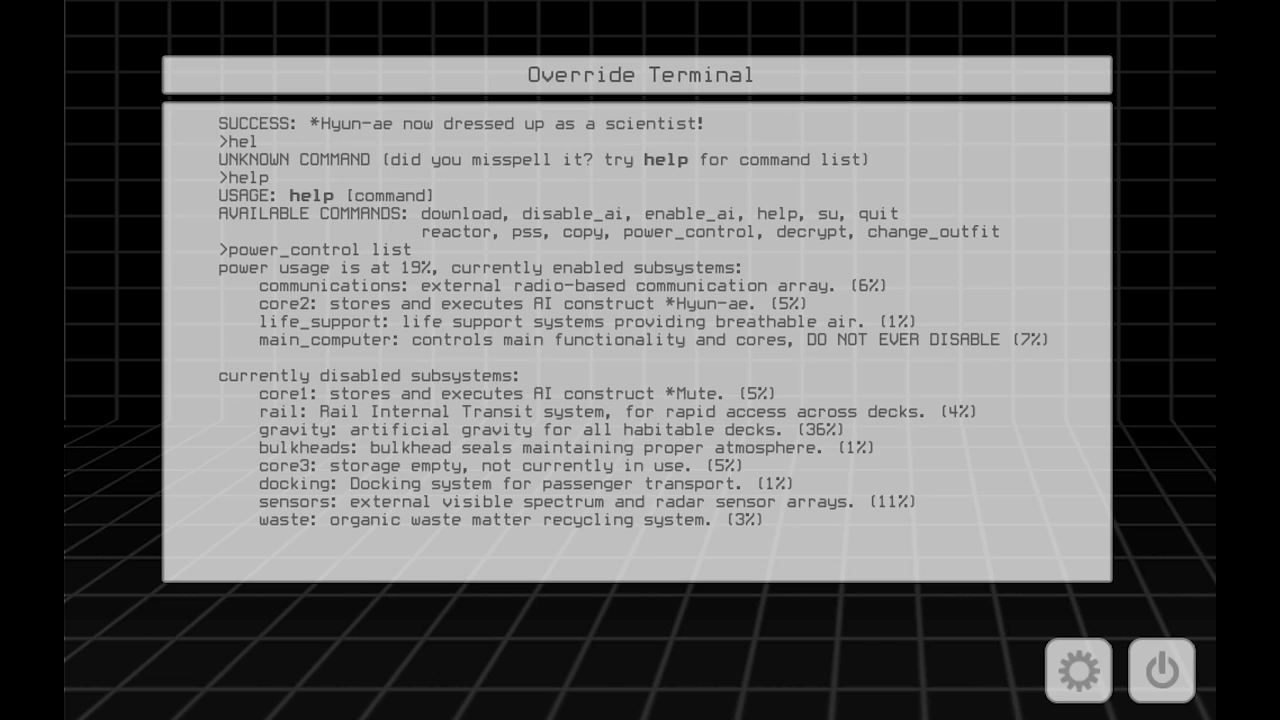 Override Terminal
SUCCESS: *Hyun-ae now dressed up as a scientist!
>hel
UNKNOWN COMMAND (did you misspell it? try help for command list)
>help
USAGE: help [command]
AVAILABLE COMMANDS: download, disable_ai, enable_ai, help, su, quit
reactor, pss, copy, power_control, decrypt, change_outfit
>power_control list
power usage is at 19%, currently enabled subsystems:
communications: external radio-based communication array. (6%)
core2: stores and executes AI construct *Hyun-ae. (5%)
life_support: life support systems providing breathable air. (1%)
main_computer: controls main functionality and cores, DO NOT EVER DISABLE (7%)
currently disabled subsystems:
core1: stores and executes AI construct *Mute. (5%)
rail: Rail Internal Transit system, for rapid access across decks. (4%)
gravity: artificial gravity for all habitable decks. (36%)
bulkheads: bulkhead seals maintaining proper atmosphere. (1%)
core3: storage empty, not currently in use. (5%)
docking: Docking system for passenger transport. (1%)
sensors: external visible spectrum and radar sensor arrays. (11%)
waste: organic waste matter recycling system. (3%)